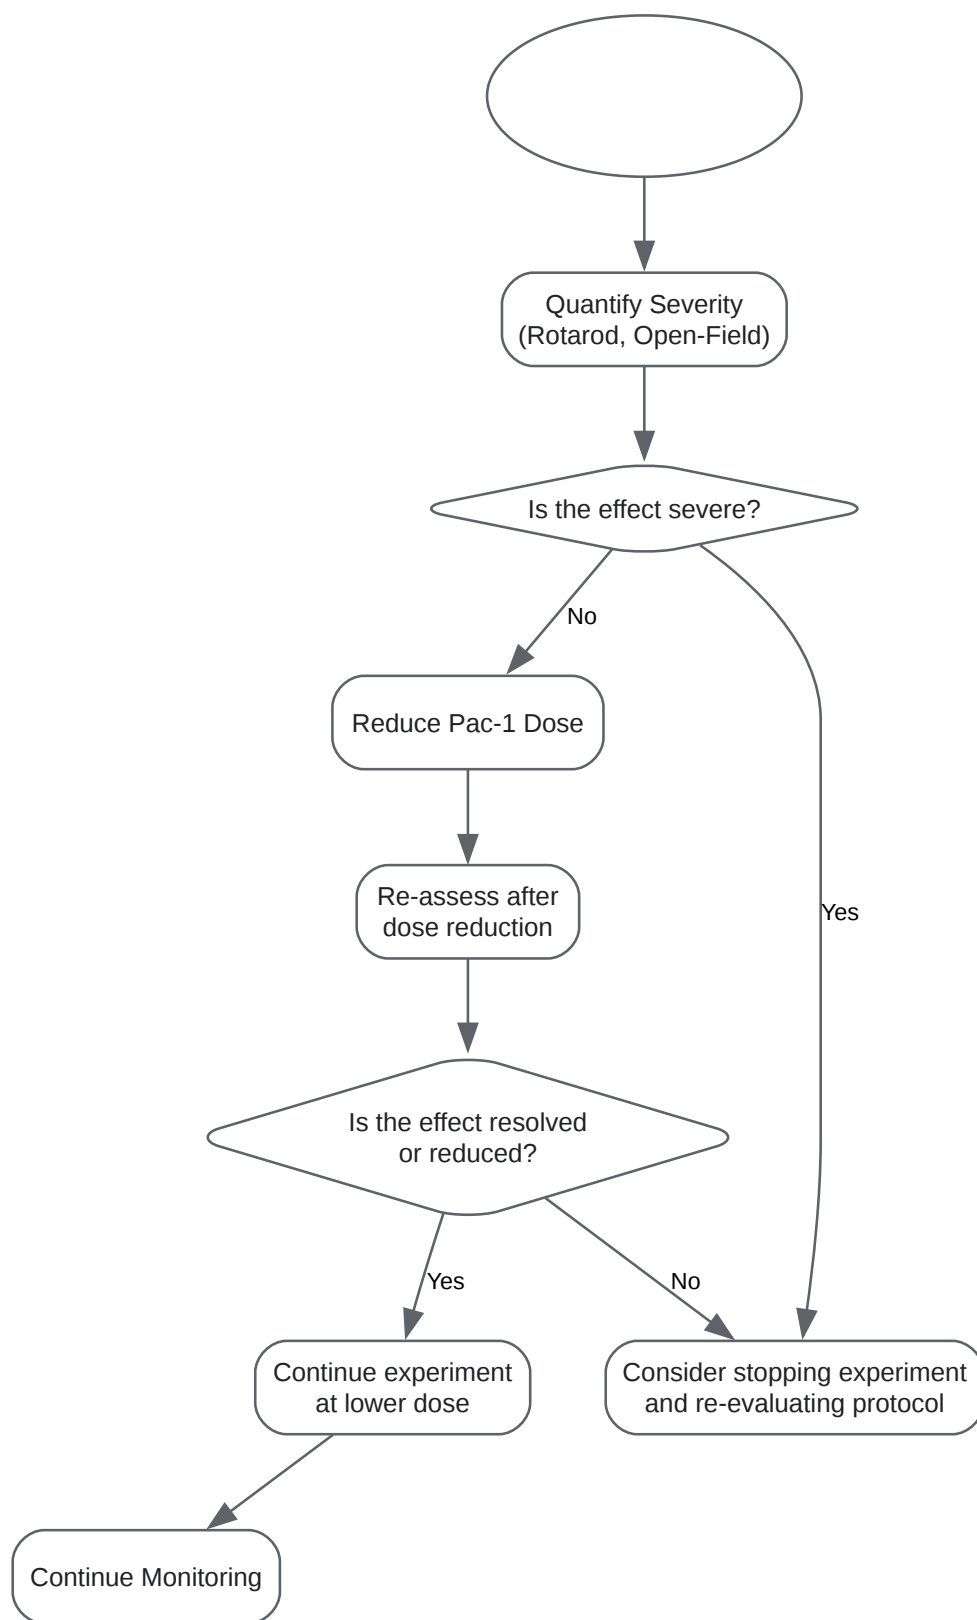 Quantify Severity
(Rotarod, Open-Field)
Is the effect severe?
No
Reduce Pac-1 Dose
Re-assess after
dose reduction
Yes
Is the effect resolved
or reduced?
Yes
No
Continue experiment
at lower dose
Consider stopping experiment
and re-evaluating protocol
Continue Monitoring